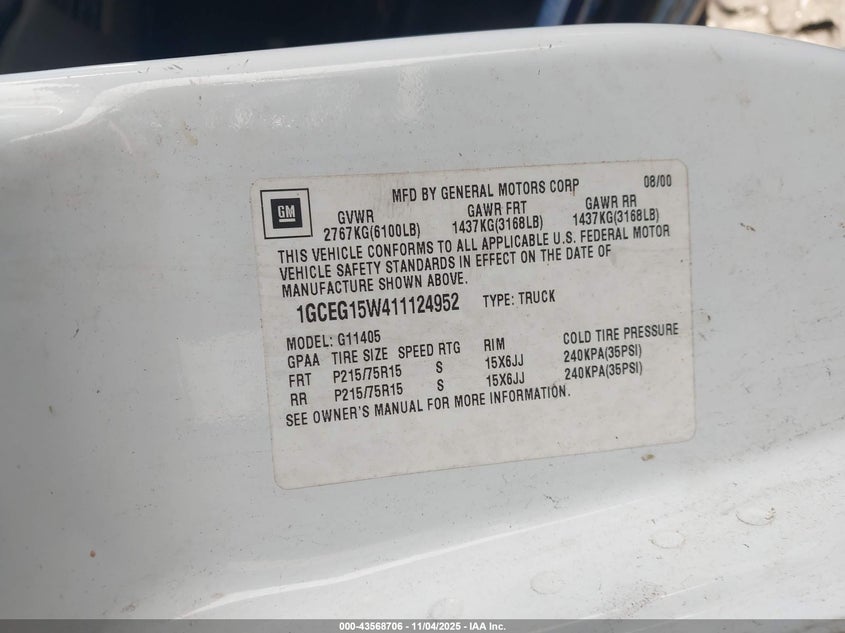 MFD BY GENERAL MOTORS CORP 08/00
GM
GVWR GAWR FRT GAWR RR
2767KG(6100LB) 1437KG(3168LB) 1437KG(3168LB)
THIS VEHICLE CONFORMS TO ALL APPLICABLE U.S. FEDERAL MOTOR
VEHICLE SAFETY STANDARDS IN EFFECT ON THE DATE OF
MANUFACTURE SHOWN ABOVE.
1GCEG15W411124952 TYPE: TRUCK
MODEL: G11405
GPAA TIRE SIZE SPEED RTG RIM COLD TIRE PRESSURE
FRT P215/75R15 S 15X6JJ 240KPA(35PSI)
RR P215/75R15 S 15X6JJ 240KPA(35PSI)
SEE OWNER'S MANUAL FOR MORE INFORMATION.
000-43568706 - 11/04/2025 - IAA Inc.